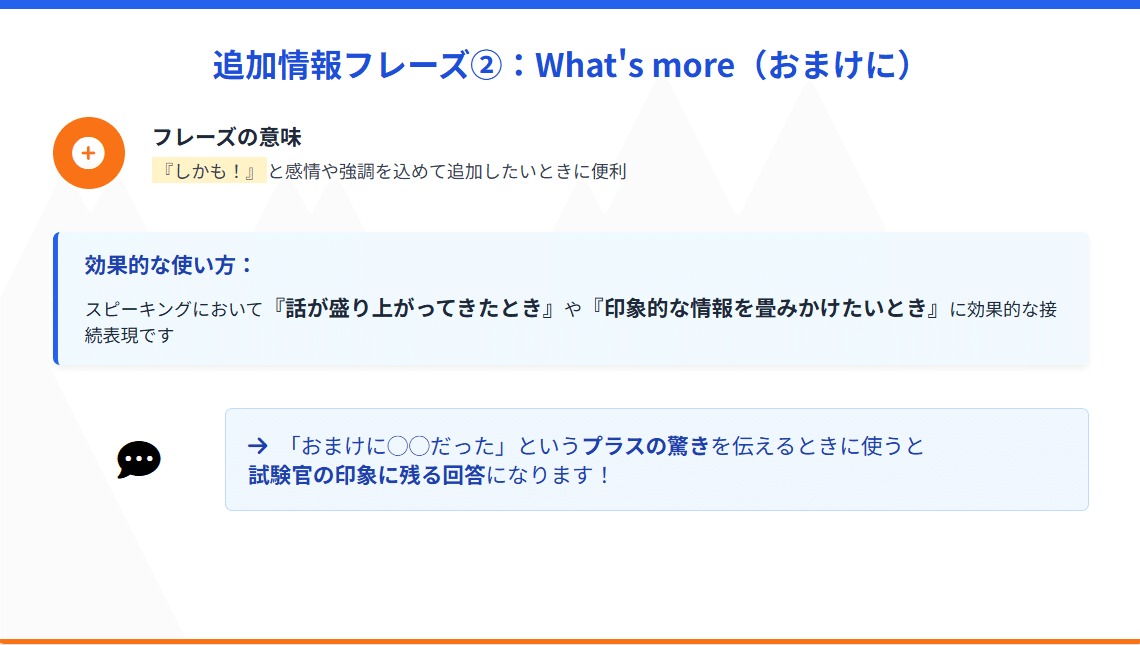 追加情報フレーズ②：What's more（おまけに）
フレーズの意味
『しかも！』と感情や強調を込めて追加したいときに便利
効果的な使い方：
スピーキングにおいて『話が盛り上がってきたとき』や『印象的な情報を畳みかけたいとき』に効果的な接
続表現です
→ 「おまけに〇〇だった」というプラスの驚きを伝えるときに使うと
試験官の印象に残る回答になります！